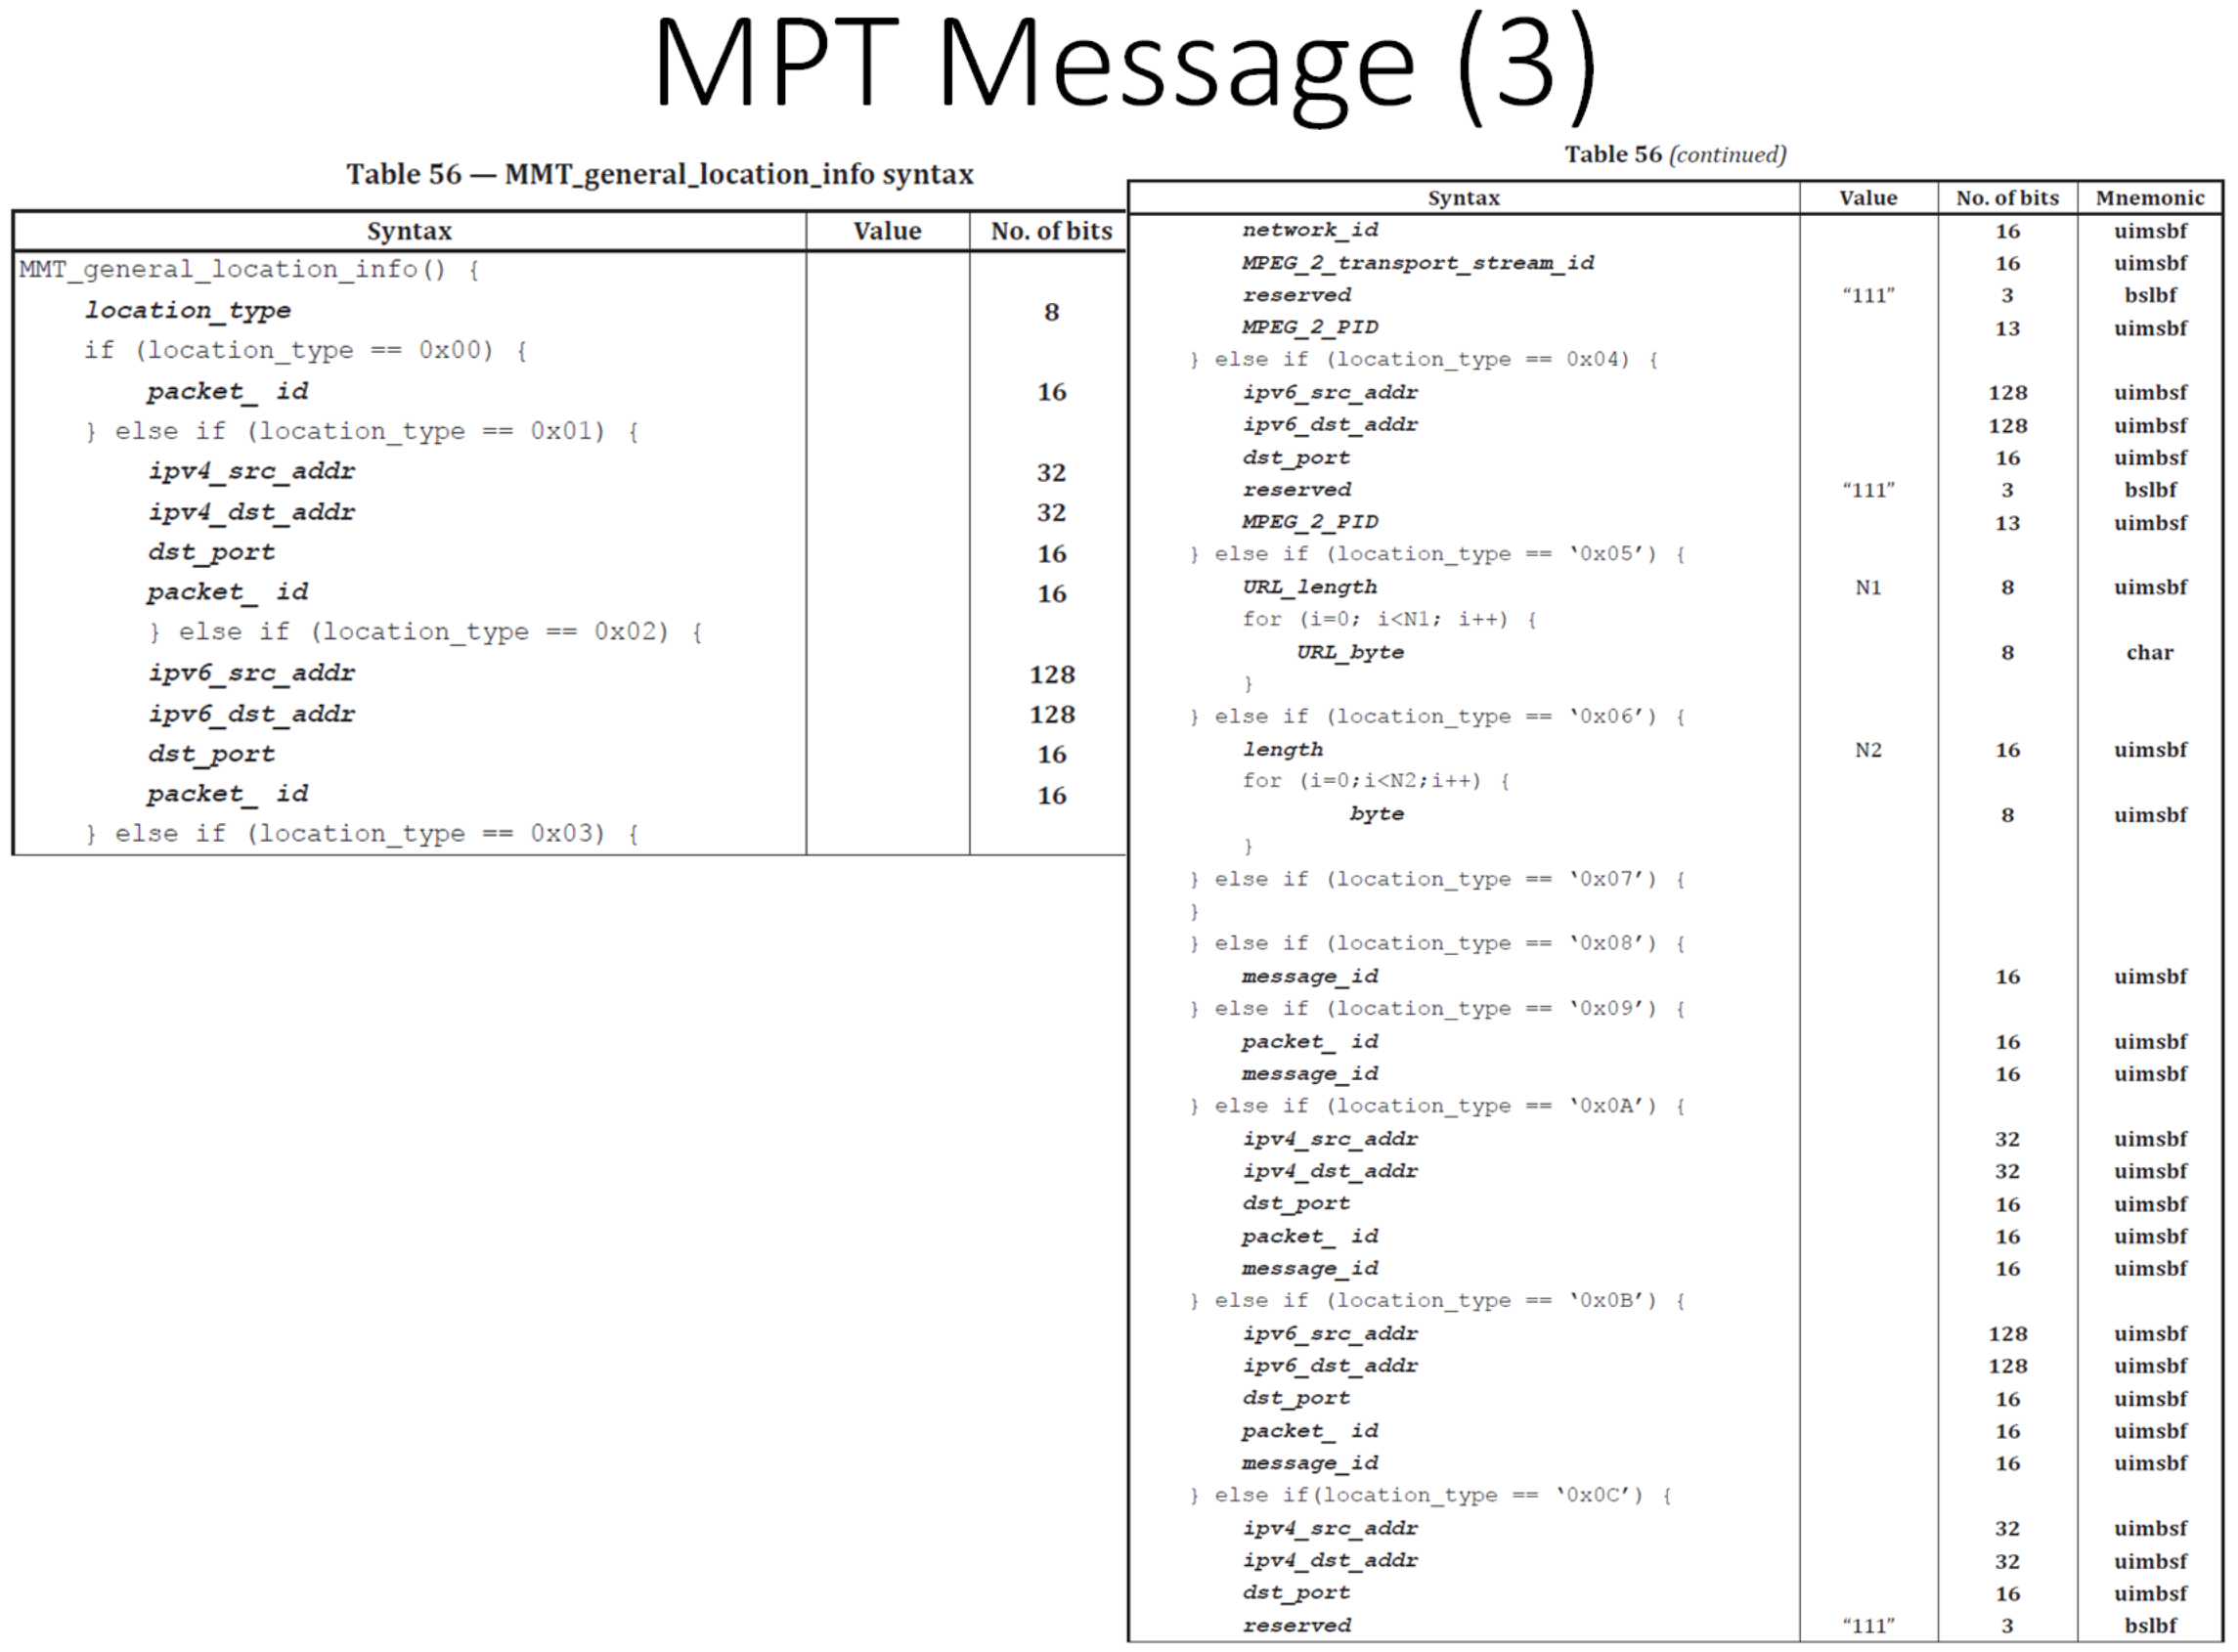 MPT Message (3)
Table 56 — MMT_general_location_info syntax
Syntax Value No. of bits
MMT_general_location_info() {
location_type 8
if (location_type == 0x00) {
packet_ id 16
} else if (location_type == 0x01) {
ipv4_src_addr 32
ipv4_dst_addr 32
dst_port 16
packet_ id 16
} else if (location_type == 0x02) {
ipv6_src_addr 128
ipv6_dst_addr 128
dst_port 16
packet_ id 16
} else if (location_type == 0x03) {
Table 56 (continued)
Syntax Value No. of bits Mnemonic
network_id 16 uimsbf
MPEG_2_transport_stream_id 16 uimsbf
reserved “111” 3 bslbf
MPEG_2_PID 13 uimsbf
} else if (location_type == 0x04) {
ipv6_src_addr 128 uimbsf
ipv6_dst_addr 128 uimbsf
dst_port 16 uimbsf
reserved “111” 3 bslbf
MPEG_2_PID 13 uimbsf
} else if (location_type == ‘0x05’) {
URL_length N1 8 uimsbf
for (i=0; i<N1; i++) {
URL_byte 8 char
}
} else if (location_type == ‘0x06’) {
length N2 16 uimsbf
for (i=0;i<N2;i++) {
byte 8 uimsbf
}
} else if (location_type == ‘0x07’) {
}
} else if (location_type == ‘0x08’) {
message_id 16 uimsbf
} else if (location_type == ‘0x09’) {
packet_ id 16 uimsbf
message_id 16 uimsbf
} else if (location_type == ‘0x0A’) {
ipv4_src_addr 32 uimsbf
ipv4_dst_addr 32 uimsbf
dst_port 16 uimsbf
packet_ id 16 uimsbf
message_id 16 uimsbf
} else if (location_type == ‘0x0B’) {
ipv6_src_addr 128 uimsbf
ipv6_dst_addr 128 uimsbf
dst_port 16 uimsbf
packet_ id 16 uimsbf
message_id 16 uimsbf
} else if(location_type == ‘0x0C’) {
ipv4_src_addr 32 uimbsf
ipv4_dst_addr 32 uimbsf
dst_port 16 uimbsf
reserved “111” 3 bslbf